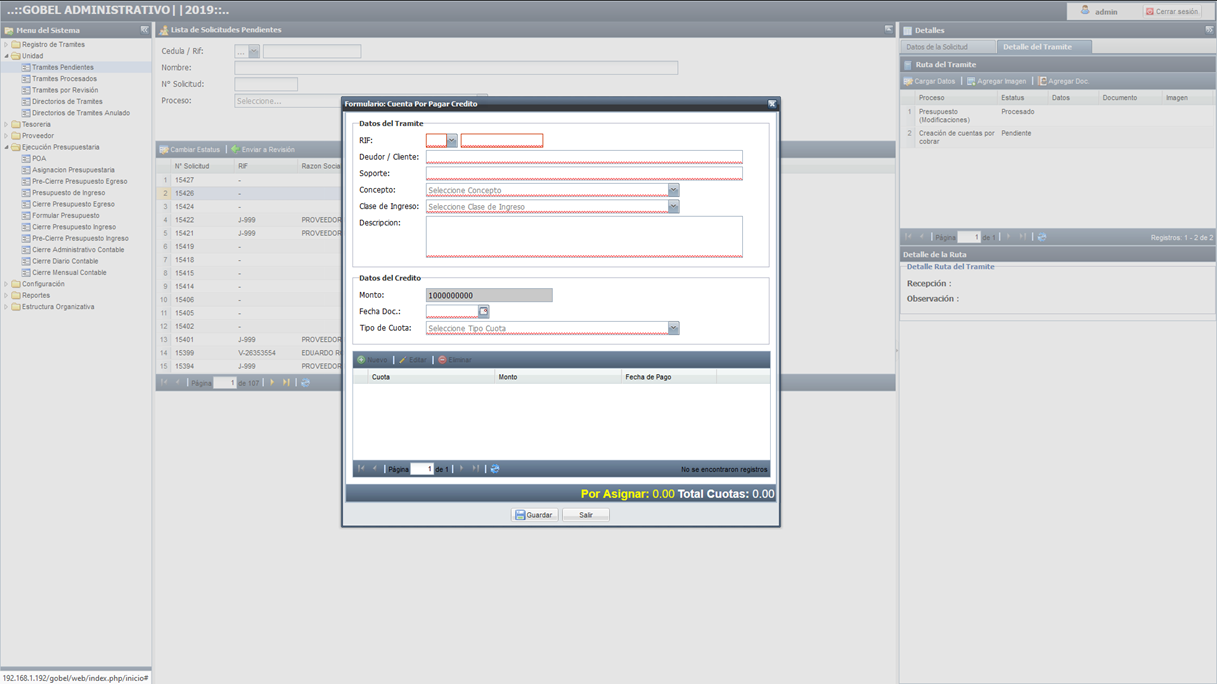 ..::GOBEL ADMINISTRATIVO||2019::..
admin
Cerrar sesión
Menu del Sistema
Registro de Tramites
Unidad
Tramites Pendientes
Tramites Procesados
Tramites por Revisión
Directorios de Tramites
Directorios de Tramites Anulado
Tesoreria
Proveedor
Ejecución Presupuestaria
POA
Asignacion Presupuestaria
Pre-Cierre Presupuesto Egreso
Presupuesto de Ingreso
Cierre Presupuesto Egreso
Formular Presupuesto
Cierre Presupuesto Ingreso
Pre-Cierre Presupuesto Ingreso
Cierre Administrativo Contable
Cierre Diario Contable
Cierre Mensual Contable
Configuración
Reportes
Estructura Organizativa
192.168.1.192/gobel/web/index.php/inicio#
Lista de Solicitudes Pendientes
Cedula / Rif:
...
Nombre:
N° Solicitud:
Proceso:
Seleccione...
Cambiar Estatus
Enviar a Revisión
N° Solicitud
RIF
Razon Socia
1 15427 -
2 15426 -
3 15424 -
4 15422 J-999 PROVEEDOR
5 15421 J-999 PROVEEDOR
6 15419 -
7 15418 -
8 15415 -
9 15414 -
10 15406 -
11 15405 -
12 15402 -
13 15401 J-999 PROVEEDOR
14 15399 V-26353554 EDUARDO RO
15 15394 J-999 PROVEEDOR
Página 1 de 107
Formulario: Cuenta Por Pagar Credito
Datos del Tramite
RIF:
Deudor / Cliente:
Soporte:
Concepto:
Seleccione Concepto
Clase de Ingreso:
Seleccione Clase de Ingreso
Descripcion:
Datos del Credito
Monto:
1000000000
Fecha Doc.:
Tipo de Cuota:
Seleccione Tipo Cuota
Nuevo
Editar
Eliminar
Cuota
Monto
Fecha de Pago
Página 1 de 1
No se encontraron registros
Por Asignar: 0.00 Total Cuotas: 0.00
Guardar
Salir
Detalles
Datos de la Solicitud
Detalle del Tramite
Ruta del Tramite
Cargar Datos
Agregar Imagen
Agregar Doc.
Proceso
Estatus
Datos
Documento
Imagen
1 Presupuesto Procesado
(Modificaciones)
2 Creación de cuentas por Pendiente
cobrar
Página 1 de 1
Registros: 1 - 2 de 2
Detalle de la Ruta
Detalle Ruta del Tramite
Recepción :
Observación :